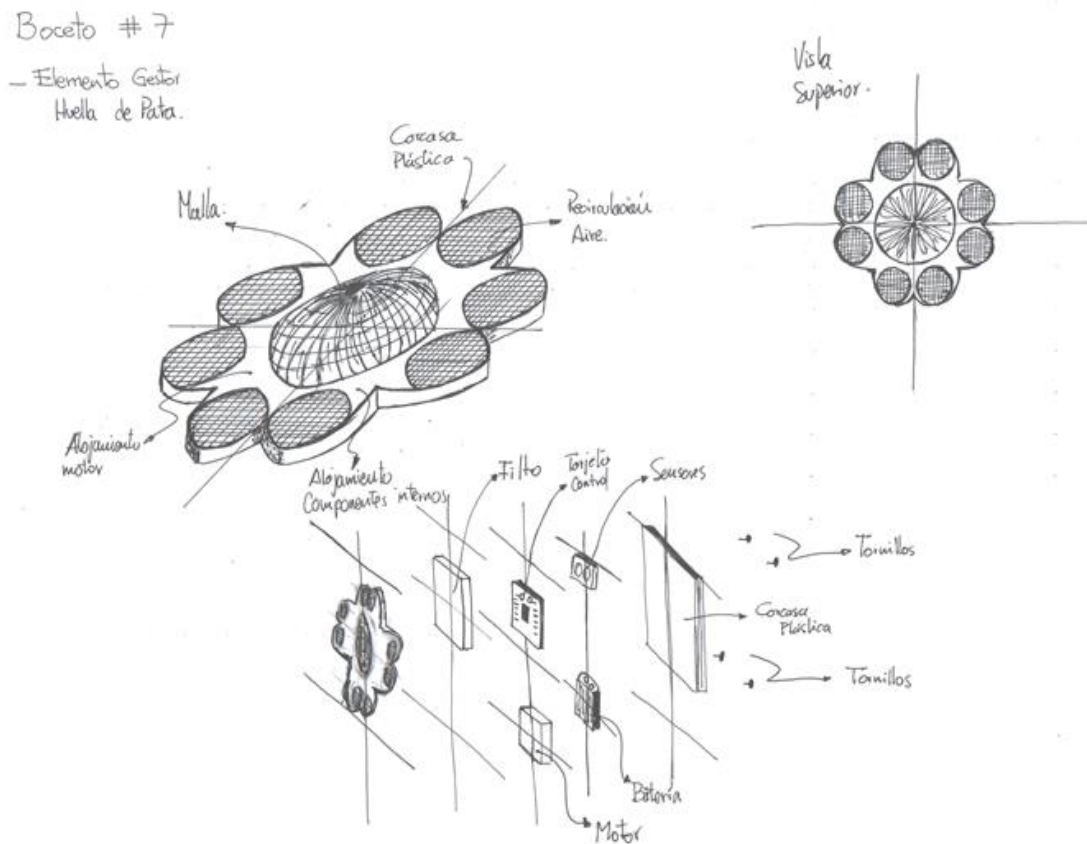 Boceto # 7
— Elemento Gestor
Huella de Pata.
Vista
Superior.
Carcasa
Plástica
Malla.
Recirculación
Aire.
Alojamiento
motor
Alojamiento
Componentes internos
Filtro
Tarjeta
Control
Sensores
Tornillos
Carcasa
Plástica
Tornillos
Batería
Motor